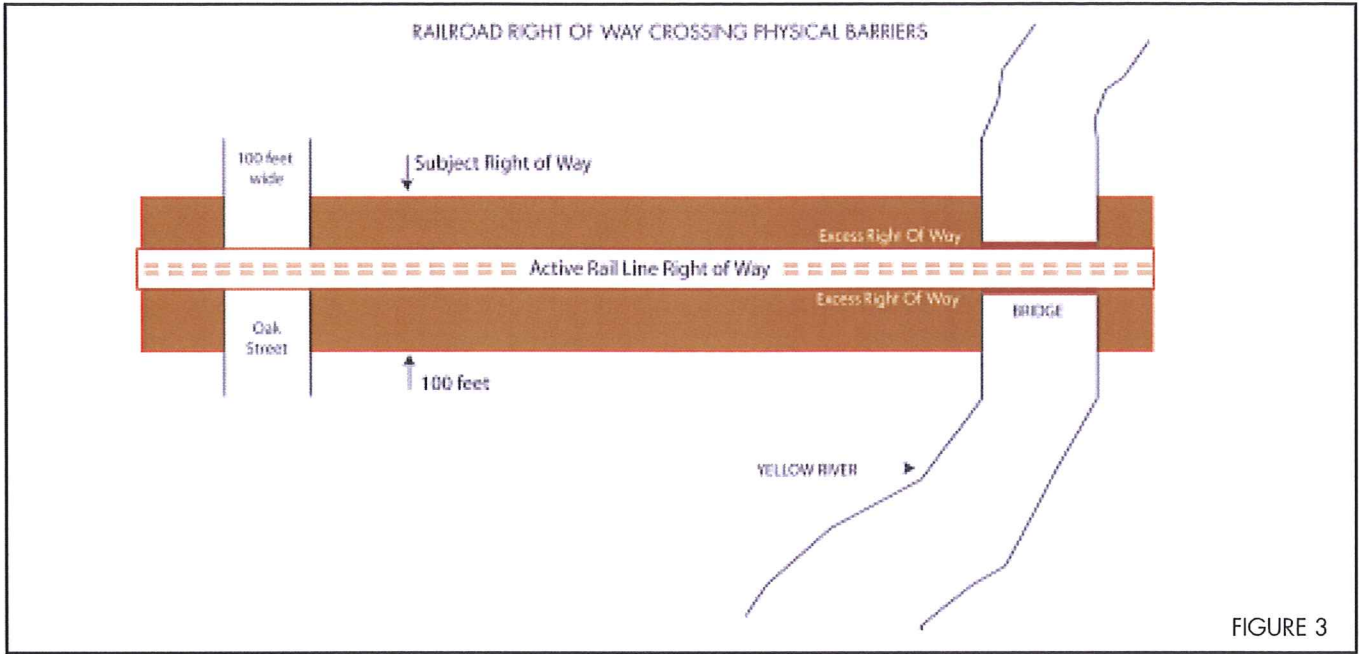 RAILROAD RIGHT OF WAY CROSSING PHYSICAL BARRIERS
100 feet
wide
Subject Right of Way
Excess Right Of Way
Active Rail Line Right of Way
Excess Right Of Way
BRIDGE
Oak
Street
100 feet
YELLOW RIVER
FIGURE 3